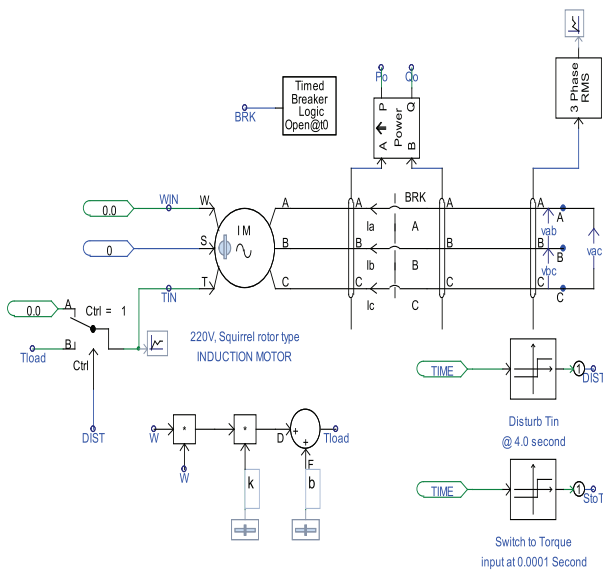 Po
Qo
3 Phase
RMS
Timed
Breaker
Logic
Open@t0
BRK
P
Q
Power
A
B
WIN
0.0
W
A
A
BRK
A
A
A
IM
Ia
A
vab
vac
0
S
B
B
B
B
B
Ib
B
vbc
T
C
C
C
C
C
TIN
Ic
C
0.0
A
Ctrl = 1
B
Tload
Ctrl
220V, Squirrel rotor type
INDUCTION MOTOR
TIME
1
DIST
Disturb Tin
@ 4.0 second
DIST
W
*
*
D
+
+
Tload
W
F
k
b
TIME
1
StoT
Switch to Torque
input at 0.0001 Second